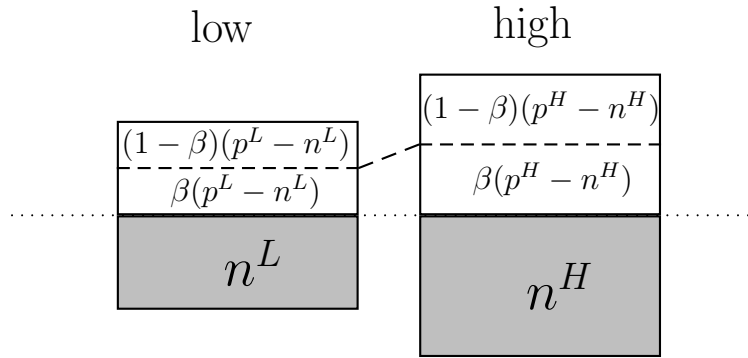 low high
(1 − β)(p^L − n^L) (1 − β)(p^H − n^H)
β(p^L − n^L) β(p^H − n^H)
n^L n^H